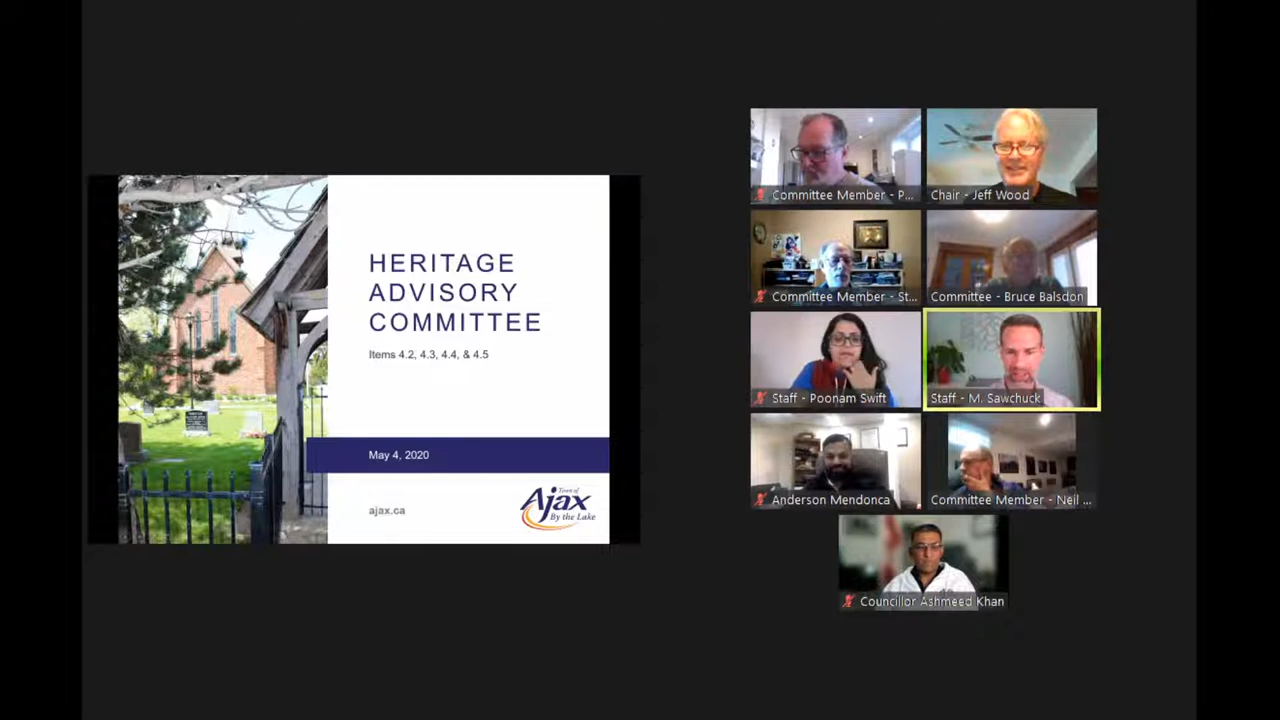 HERITAGE
ADVISORY
COMMITTEE
Items 4.2, 4.3, 4.4, & 4.5
May 4, 2020
ajax.ca
Town of
Ajax
By the Lake
Committee Member - P...
Chair - Jeff Wood
Committee Member - St...
Committee - Bruce Balsdon
Staff - Poonam Swift
Staff - M. Sawchuck
Anderson Mendonca
Committee Member - Neil ...
Councillor Ashmeed Khan